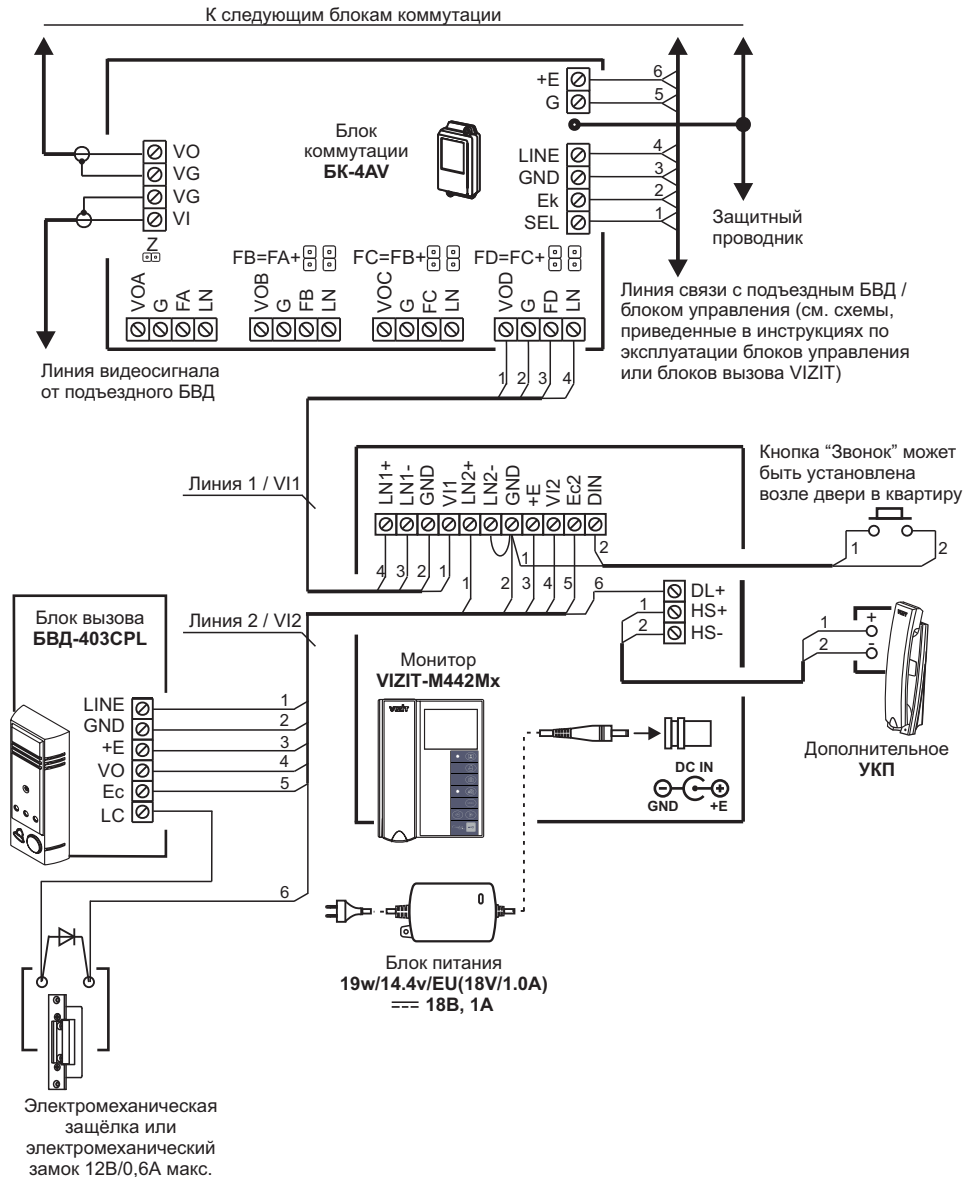 К следующим блокам коммутации
+E
G
6
5
Блок
коммутации
БК-4AV
VO
VG
VG
VI
LINE
GND
Ek
SEL
4
3
2
1
Защитный
проводник
Z
FB=FA+
FC=FB+
FD=FC+
VOA
G
FA
LN
VOB
G
FB
LN
VOC
G
FC
LN
VOD
G
FD
LN
Линия связи с подъездным БВД /
блоком управления (см. схемы,
приведенные в инструкциях по
эксплуатации блоков управления
или блоков вызова VIZIT)
Линия видеосигнала
от подъездного БВД
1
2
3
4
Кнопка “Звонок” может
быть установлена
возле двери в квартиру
Линия 1 / VI1
LN1+
LN1-
GND
VI1
LN2+
LN2-
GND
+E
VI2
Ec2
DIN
1
2
1
2
4
3
2
1
1
2
3
4
5
6
DL+
HS+
HS-
1
2
1
2
+
-
Блок вызова
БВД-403CPL
Линия 2 / VI2
Монитор
VIZIT-M442Mx
VIZIT
LINE
GND
+E
VO
Ec
LC
1
2
3
4
5
Дополнительное
УКП
DC IN
GND
+E
6
Блок питания
19w/14.4v/EU(18V/1.0A)
18В, 1А
Электромеханическая
защёлка или
электромеханический
замок 12В/0,6А макс.